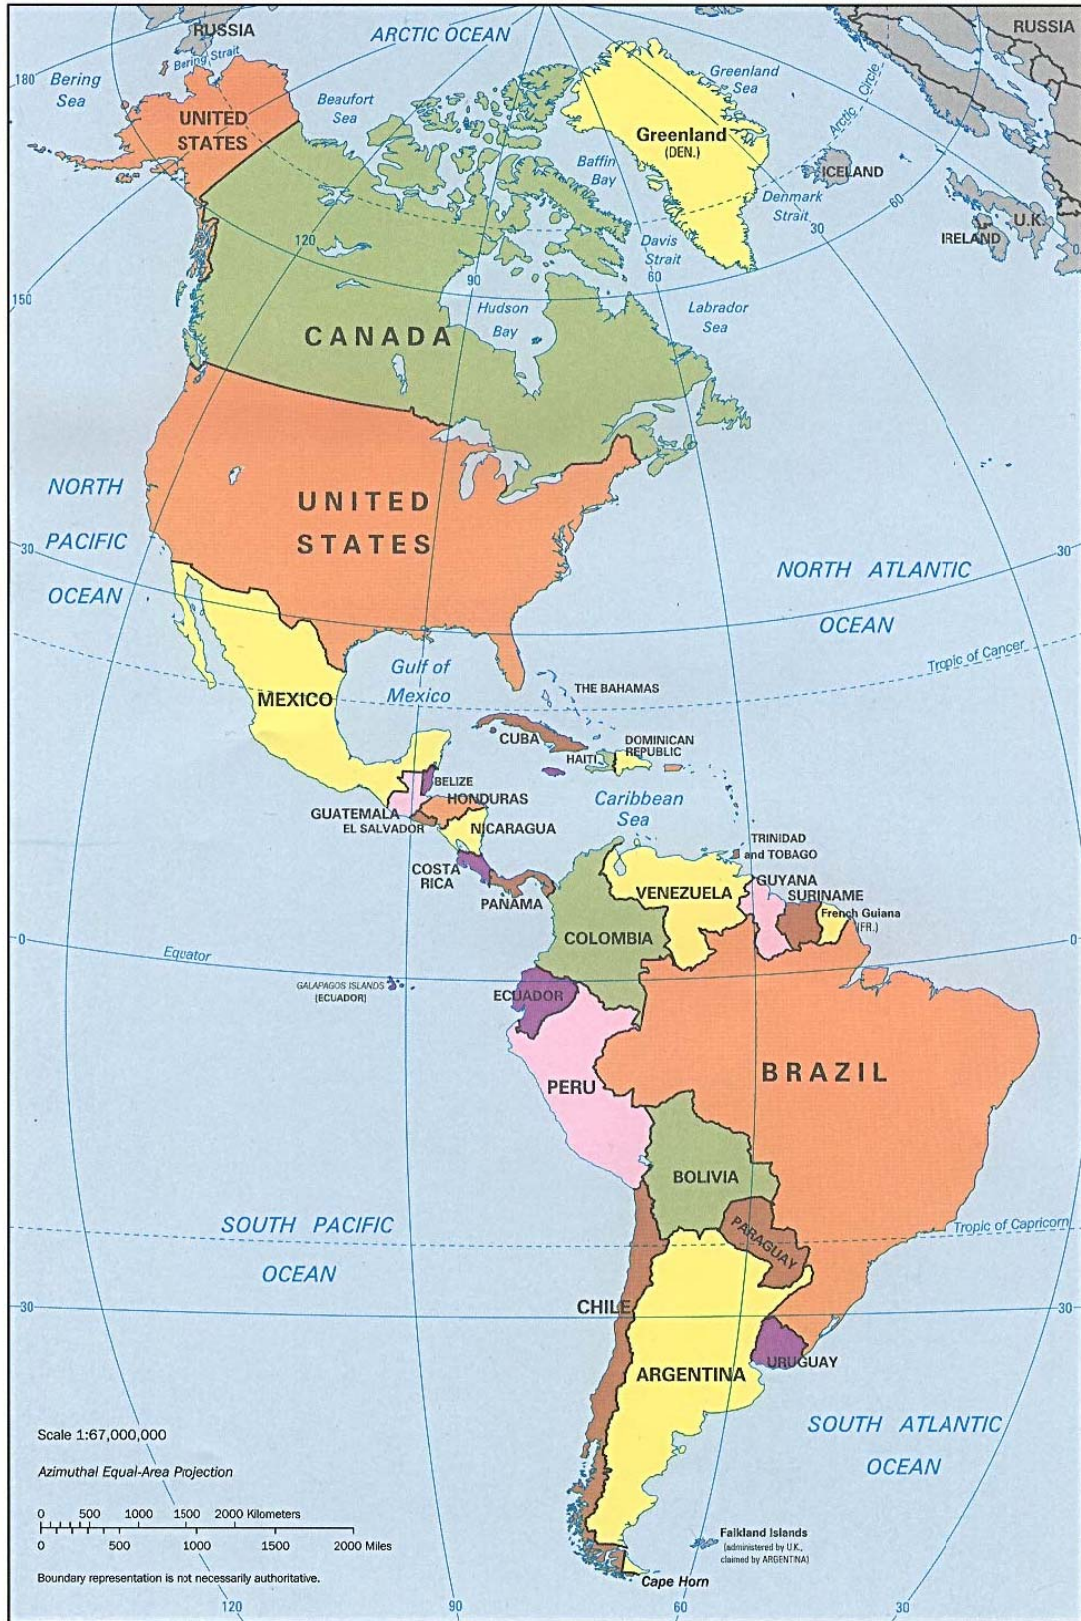 RUSSIA
ARCTIC OCEAN
RUSSIA
Bering Strait
180
Bering
Sea
Beaufort
Sea
Greenland
Sea
UNITED
STATES
Greenland
(DEN.)
Arctic Circle
Baffin
Bay
ICELAND
Denmark
Strait
60
U.K.
IRELAND
0
120
Davis
Strait
30
90
60
150
Hudson
Bay
Labrador
Sea
CANADA
NORTH
PACIFIC
OCEAN
UNITED
STATES
30
30
NORTH ATLANTIC
OCEAN
Tropic of Cancer
Gulf of
Mexico
MEXICO
THE BAHAMAS
CUBA
HAITI
DOMINICAN
REPUBLIC
BELIZE
HONDURAS
GUATEMALA
EL SALVADOR
NICARAGUA
Caribbean
Sea
COSTA
RICA
PANAMA
TRINIDAD
and TOBAGO
VENEZUELA
GUYANA
SURINAME
French Guiana
(FR.)
COLOMBIA
0
Equator
0
GALAPAGOS ISLANDS
(ECUADOR)
ECUADOR
PERU
BRAZIL
BOLIVIA
PARAGUAY
SOUTH PACIFIC
OCEAN
Tropic of Capricorn
30
CHILE
30
ARGENTINA
URUGUAY
SOUTH ATLANTIC
OCEAN
Scale 1:67,000,000
Azimuthal Equal-Area Projection
0 500 1000 1500 2000 Kilometers
0 500 1000 1500 2000 Miles
Boundary representation is not necessarily authoritative.
Falkland Islands
(administered by U.K.,
claimed by ARGENTINA)
Cape Horn
120
90
60
30